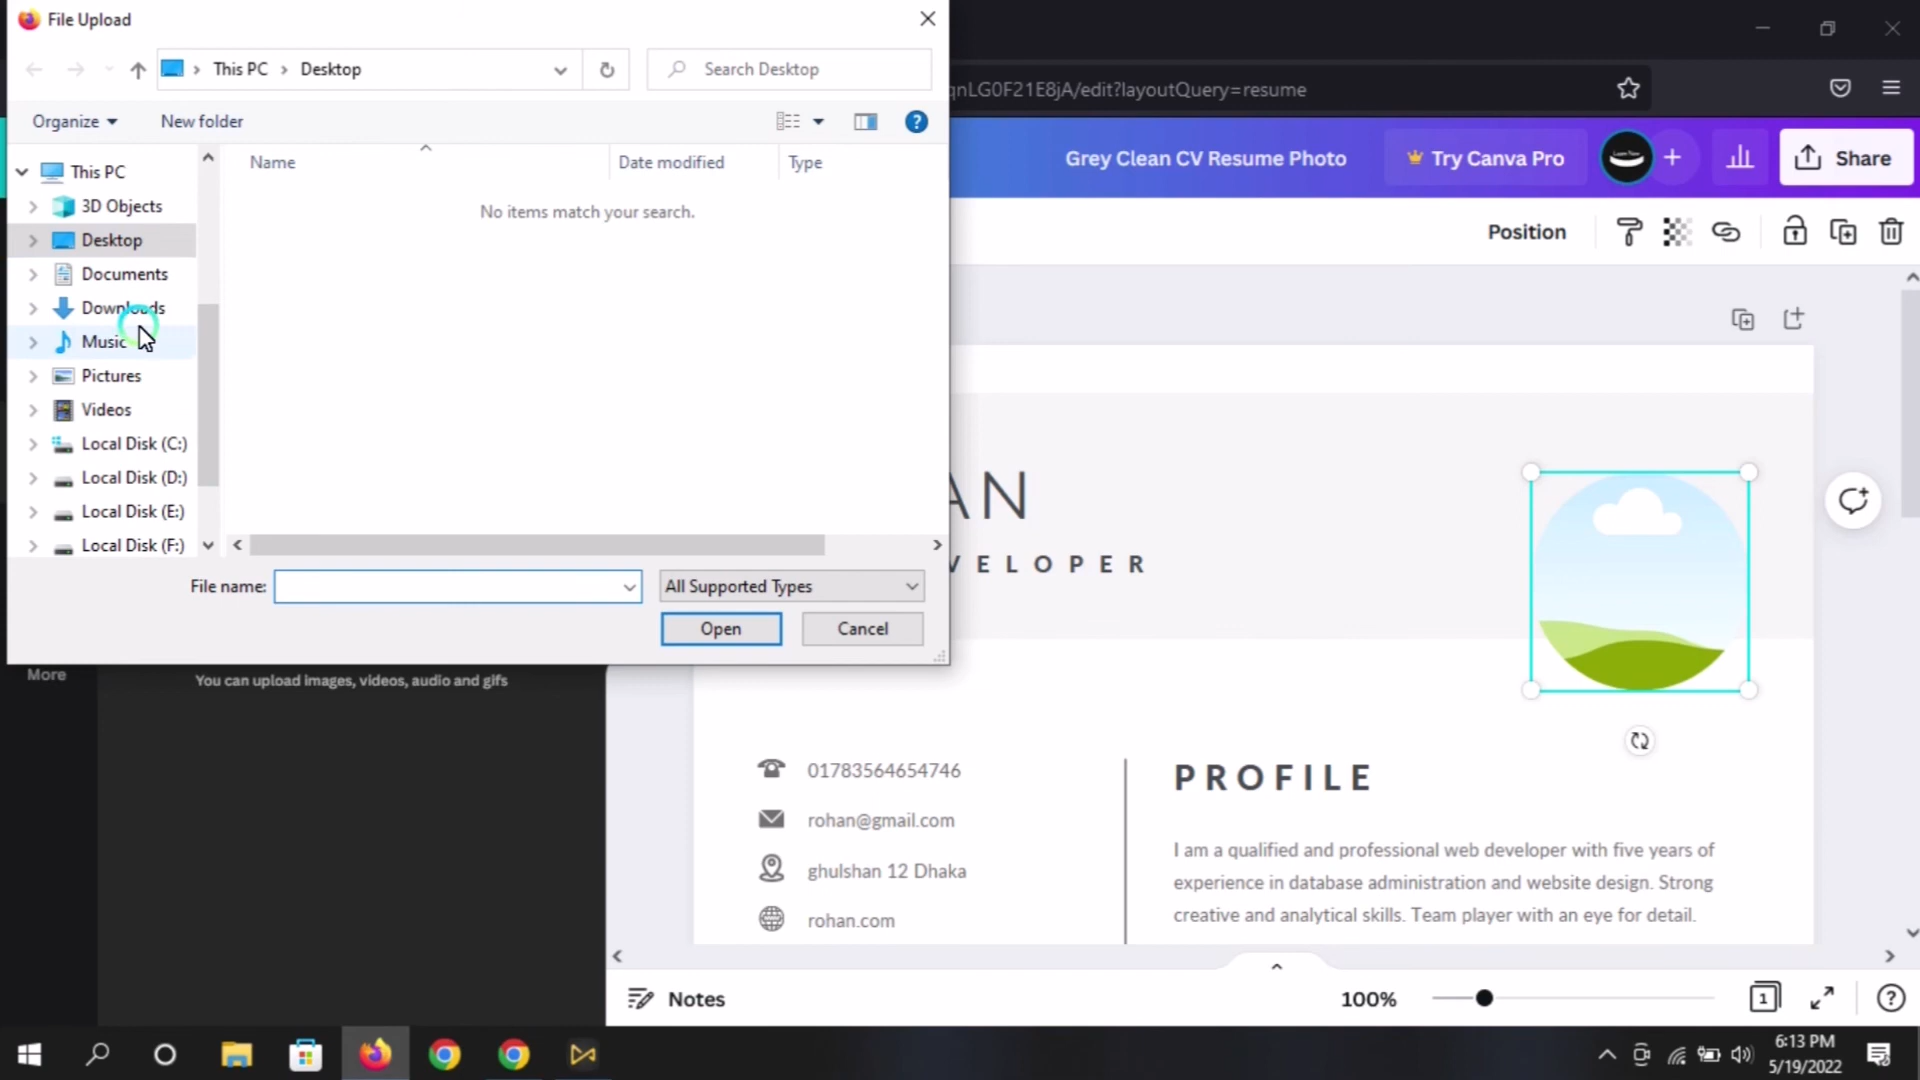 File Upload
This PC
Desktop
Search Desktop
qnLG0F21E8jA/edit?layoutQuery=resume
Organize
New folder
Name
Date modified
Type
No items match your search.
This PC
3D Objects
Desktop
Documents
Downloads
Music
Pictures
Videos
Local Disk (C:)
Local Disk (D:)
Local Disk (E:)
Local Disk (F:)
File name:
All Supported Types
Open
Cancel
Grey Clean CV Resume Photo
Try Canva Pro
Share
Position
AN
VELOPER
More
You can upload images, videos, audio and gifs
01783564654746
rohan@gmail.com
ghulshan 12 Dhaka
rohan.com
PROFILE
I am a qualified and professional web developer with five years of
experience in database administration and website design. Strong
creative and analytical skills. Team player with an eye for detail.
Notes
100%
1
6:13 PM
5/19/2022